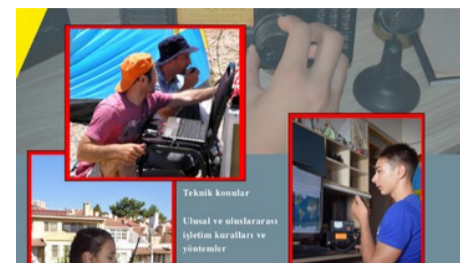 Teknik konular
Ulusal ve uluslararası
işletim kuralları ve
yöntemler